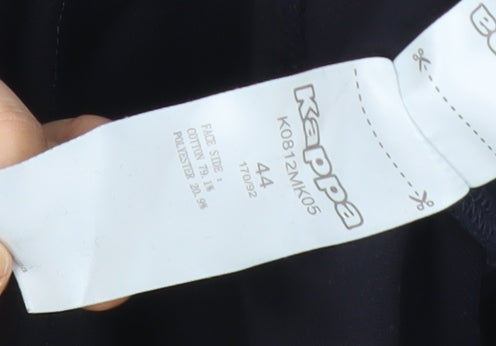 Kappa
K0812MK05
44
170/92
FACE SIDE :
COTTON 79.1%
POLYESTER 20.9%